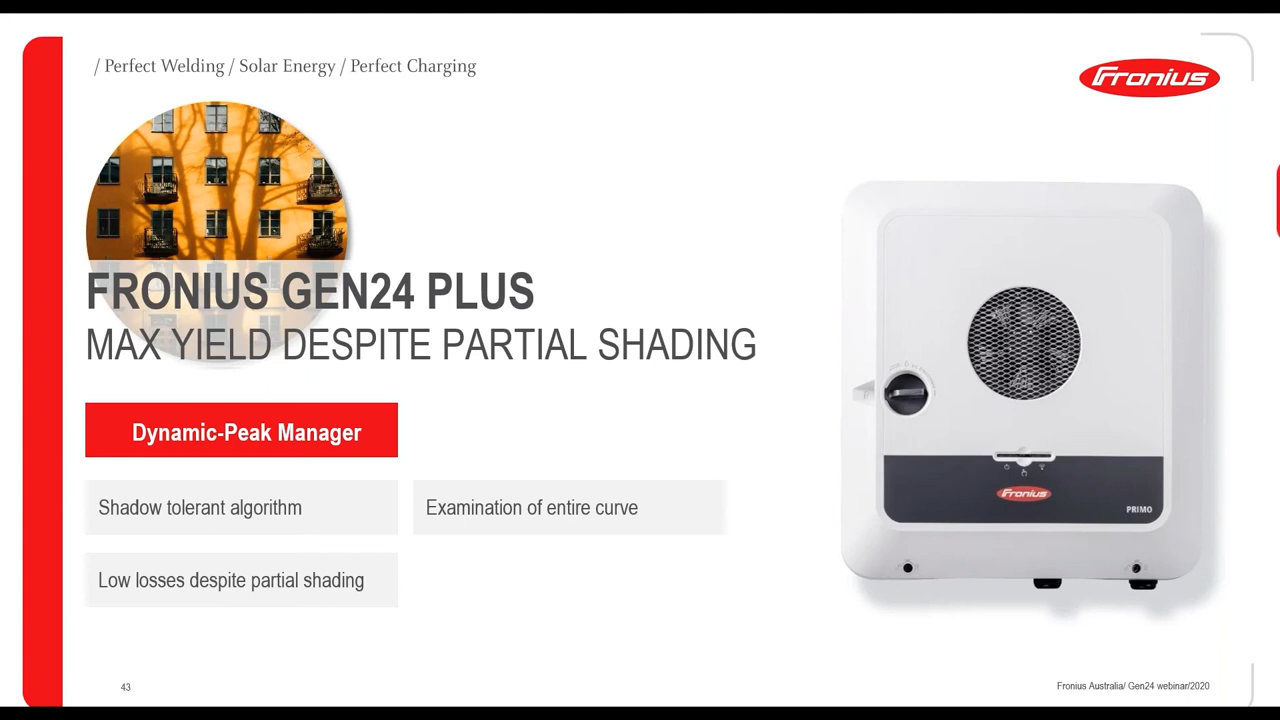 / Perfect Welding / Solar Energy / Perfect Charging
Fronius
FRONIUS GEN24 PLUS
MAX YIELD DESPITE PARTIAL SHADING
Dynamic-Peak Manager
Shadow tolerant algorithm
Examination of entire curve
Low losses despite partial shading
Fronius
PRIMO
43
Fronius Australia/ Gen24 webinar/2020